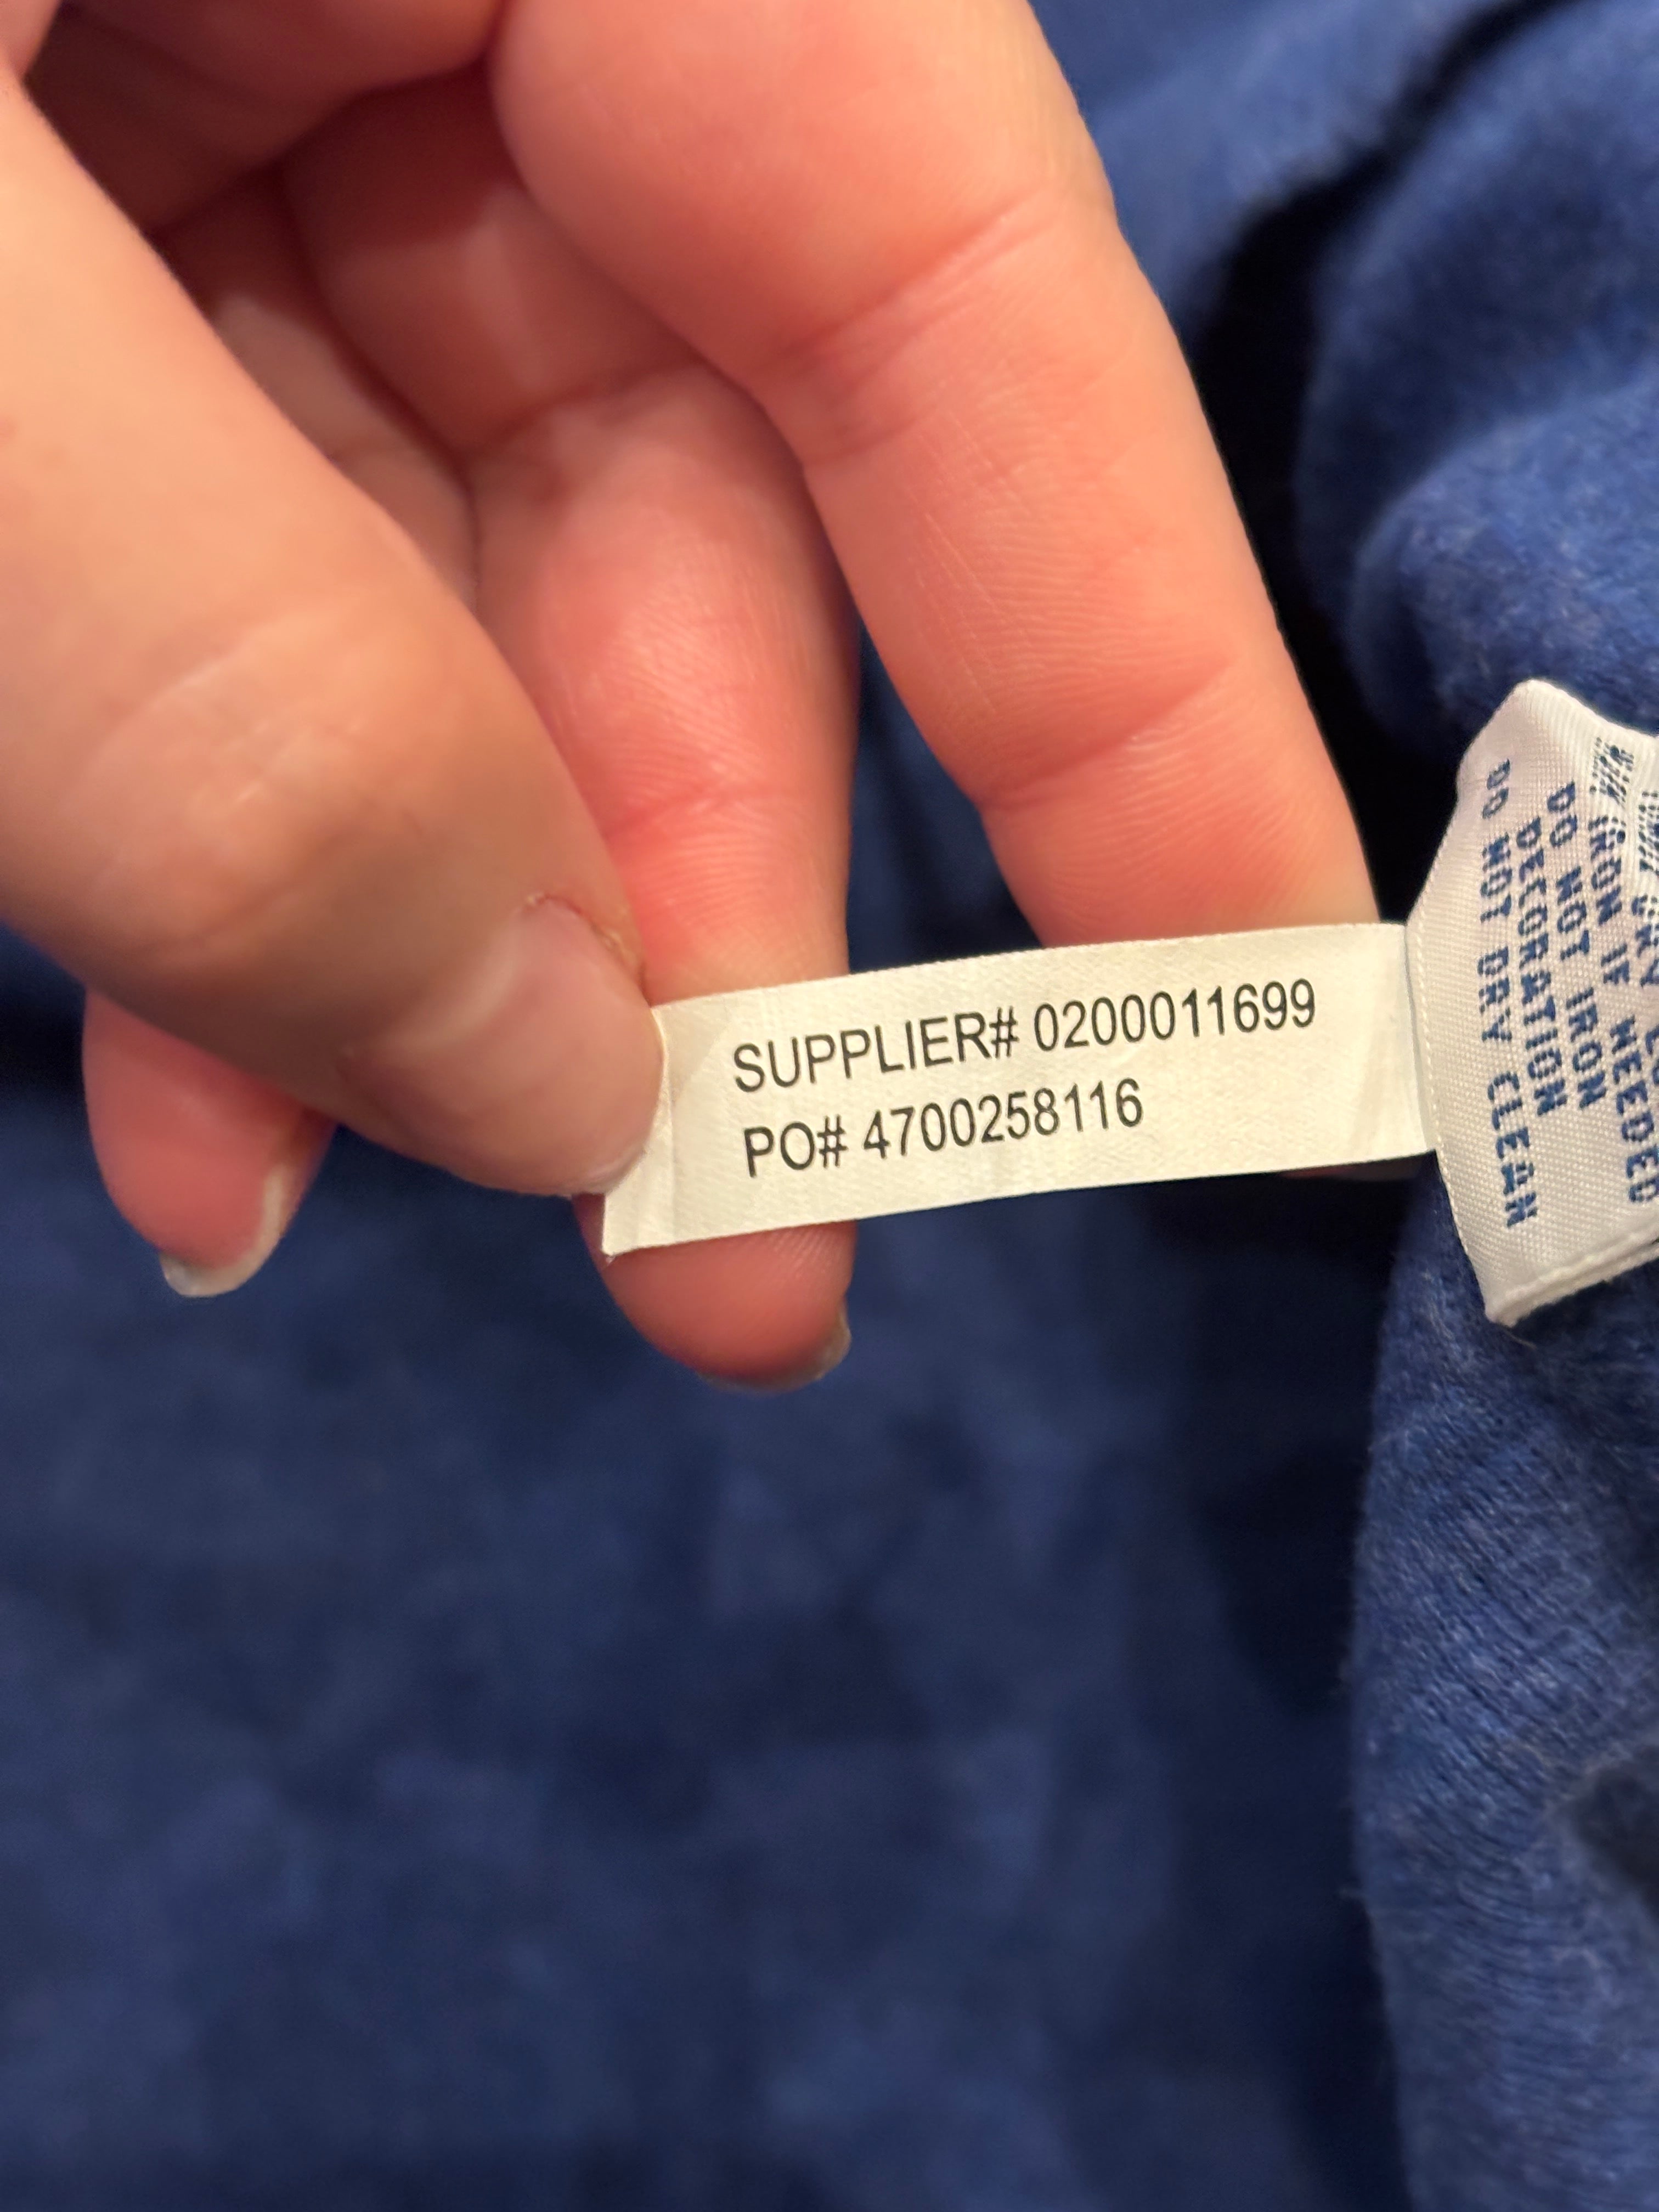 SUPPLIER# 0200011699
PO# 4700258116
IRON IF NEEDED
DO NOT IRON
DECORATION
DO NOT DRY CLEAN